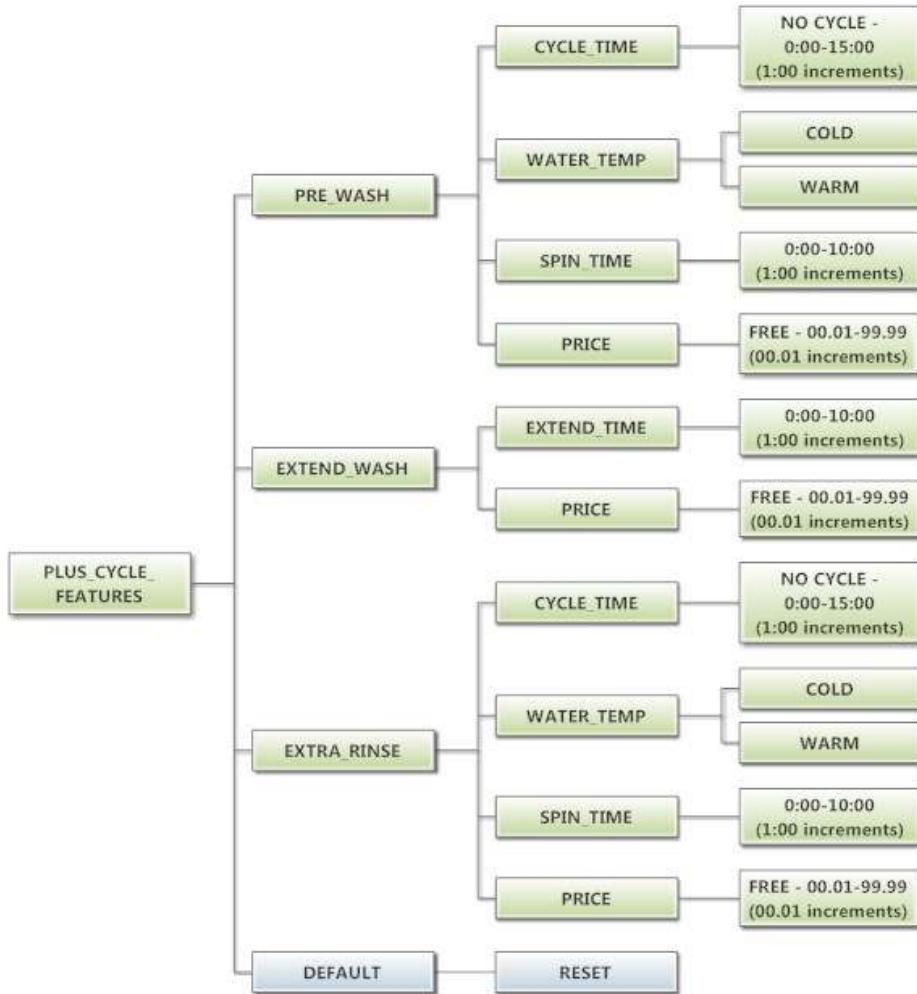 PLUS_CYCLE_
FEATURES
PRE_WASH
CYCLE_TIME
NO CYCLE -
0:00-15:00
(1:00 increments)
WATER_TEMP
COLD
WARM
SPIN_TIME
0:00-10:00
(1:00 increments)
PRICE
FREE - 00.01-99.99
(00.01 increments)
EXTEND_WASH
EXTEND_TIME
0:00-10:00
(1:00 increments)
PRICE
FREE - 00.01-99.99
(00.01 increments)
EXTRA_RINSE
CYCLE_TIME
NO CYCLE -
0:00-15:00
(1:00 increments)
WATER_TEMP
COLD
WARM
SPIN_TIME
0:00-10:00
(1:00 increments)
PRICE
FREE - 00.01-99.99
(00.01 increments)
DEFAULT
RESET